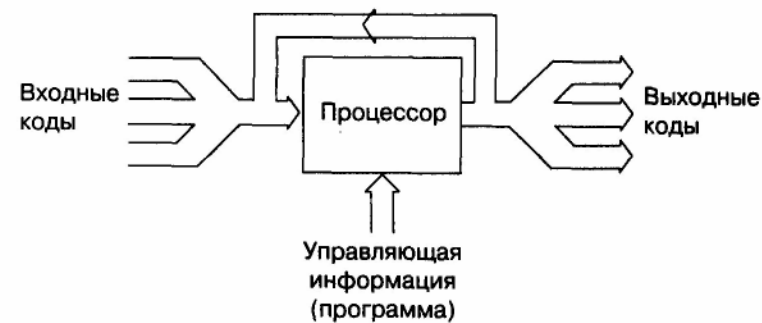 Входные
коды
Процессор
Выходные
коды
Управляющая
информация
(программа)